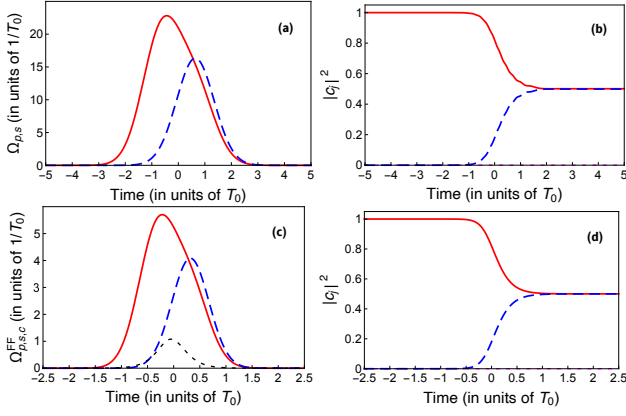 (a)
Ω_{p,s} (in units of 1/T_0)
20
15
10
5
0
-5 -4 -3 -2 -1 0 1 2 3 4 5
Time (in units of T_0)
(b)
|c_j|^2
1
0.8
0.6
0.4
0.2
0
-5 -4 -3 -2 -1 0 1 2 3 4 5
Time (in units of T_0)
(c)
Ω^{FF}_{p,s,c} (in units of 1/T_0)
5
4
3
2
1
0
-2.5 -2 -1.5 -1 -0.5 0 0.5 1 1.5 2 2.5
Time (in units of T_0)
(d)
|c_j|^2
1
0.8
0.6
0.4
0.2
0
-2.5 -2 -1.5 -1 -0.5 0 0.5 1 1.5 2 2.5
Time (in units of T_0)